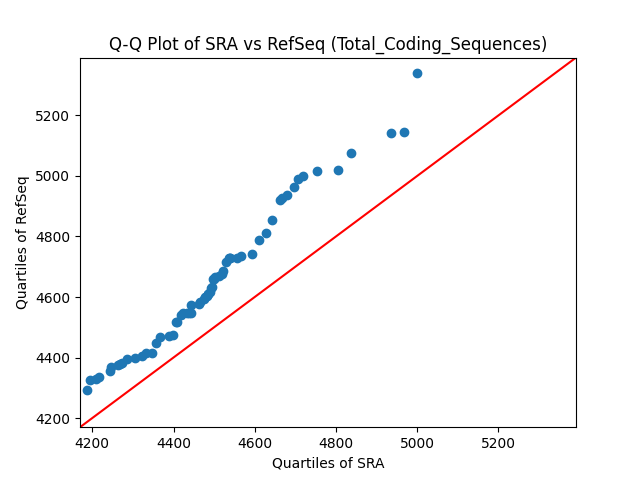 Q-Q Plot of SRA vs RefSeq (Total_Coding_Sequences)
Quartiles of RefSeq
5200
5000
4800
4600
4400
4200
4200 4400 4600 4800 5000 5200
Quartiles of SRA